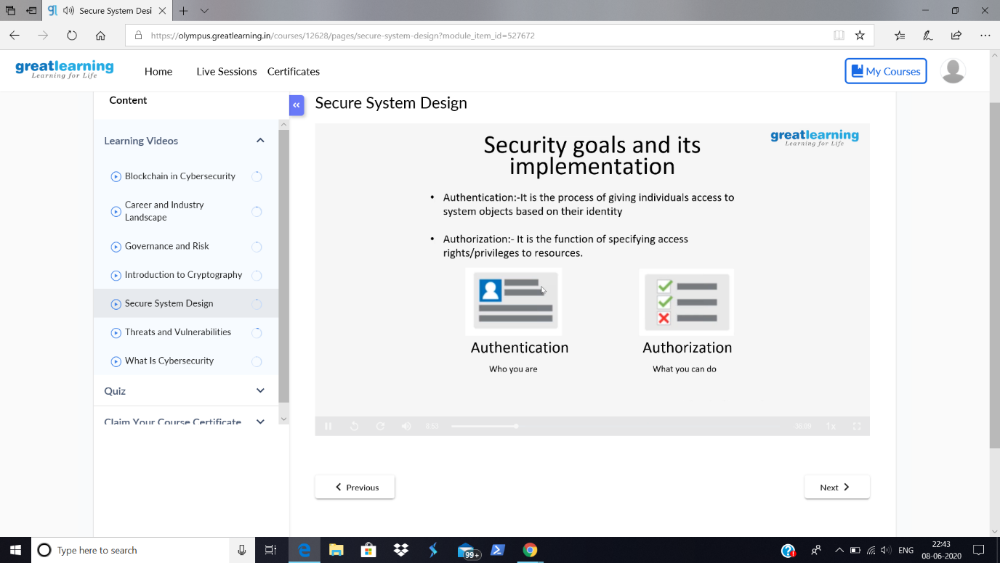 Secure System Desi
https://olympus.greatlearning.in/courses/12628/pages/secure-system-design?module_item_id=527672
greatlearning
Learning for Life
Home
Live Sessions
Certificates
My Courses
Content
Learning Videos
Blockchain in Cybersecurity
Career and Industry
Landscape
Governance and Risk
Introduction to Cryptography
Secure System Design
Threats and Vulnerabilities
What Is Cybersecurity
Quiz
Claim Your Course Certificate
Secure System Design
greatlearning
Learning for Life
Security goals and its
implementation
• Authentication:-It is the process of giving individuals access to
system objects based on their identity
• Authorization:- It is the function of specifying access
rights/privileges to resources.
Authentication
Who you are
Authorization
What you can do
8:53
36:09
1x
Previous
Next
Type here to search
99+
ENG
22:43
08-06-2020